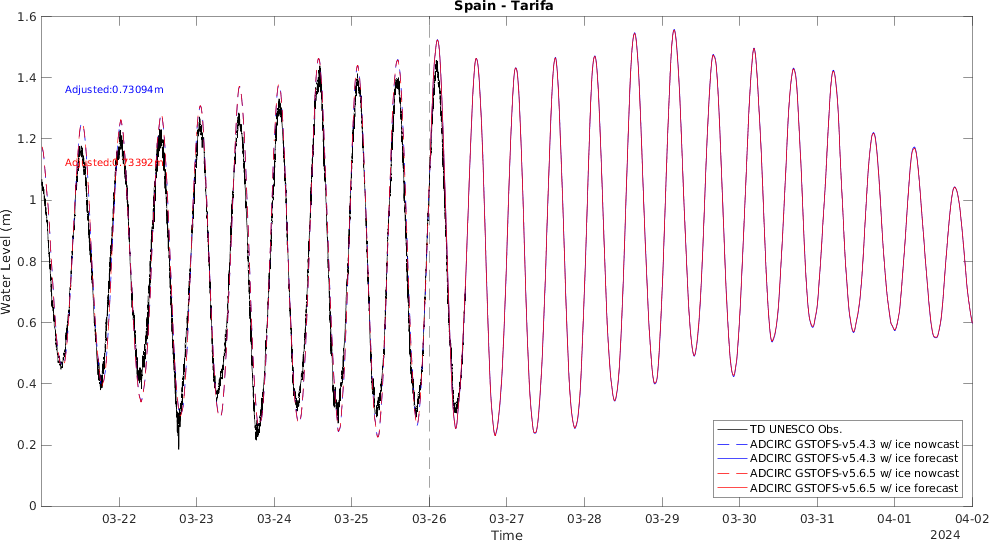 Spain - Tarifa
1.6
1.4
1.2
1
0.8
0.6
0.4
0.2
0
Water Level (m)
Adjusted:0.73094m
Adjusted:0.73392m
TD UNESCO Obs.
ADCIRC GSTOFS-v5.4.3 w/ ice nowcast
ADCIRC GSTOFS-v5.4.3 w/ ice forecast
ADCIRC GSTOFS-v5.6.5 w/ ice nowcast
ADCIRC GSTOFS-v5.6.5 w/ ice forecast
03-22 03-23 03-24 03-25 03-26 03-27 03-28 03-29 03-30 03-31 04-01 04-02
Time
2024